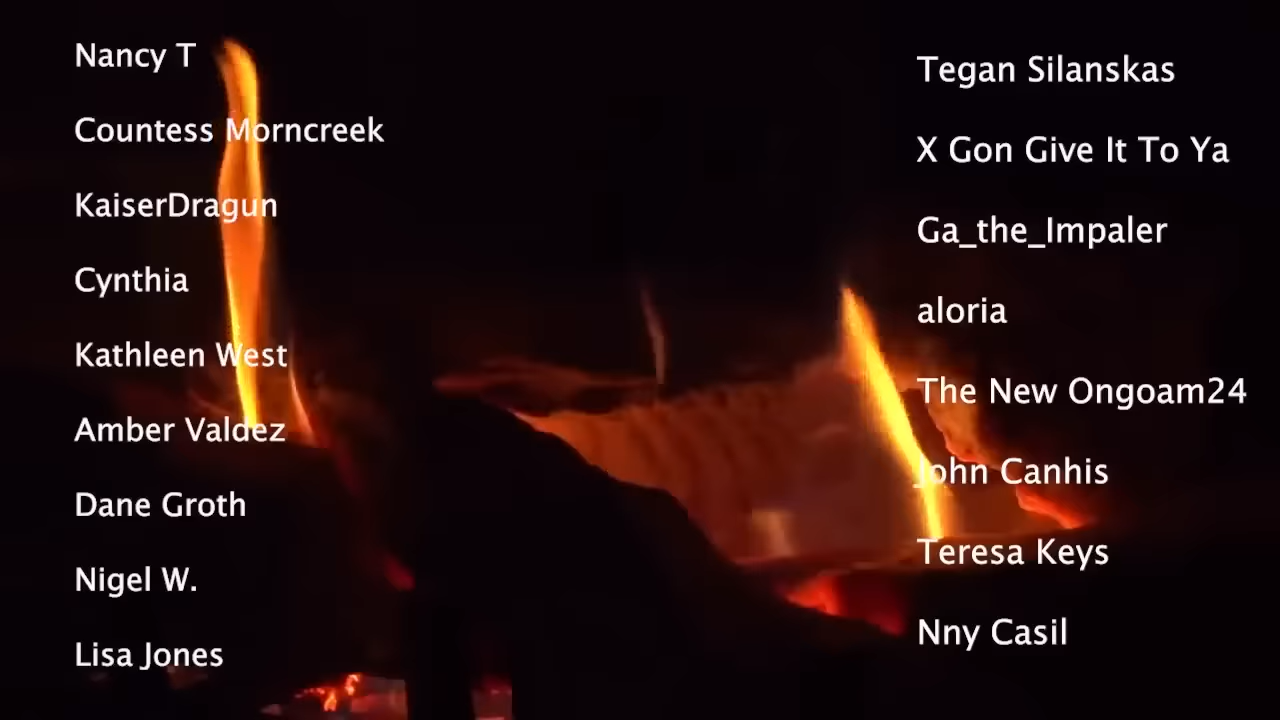 Nancy T
Countess Morncreek
KaiserDragun
Cynthia
Kathleen West
Amber Valdez
Dane Groth
Nigel W.
Lisa Jones
Tegan Silanskas
X Gon Give It To Ya
Ga_the_Impaler
aloria
The New Ongoam24
John Canhis
Teresa Keys
Nny Casil